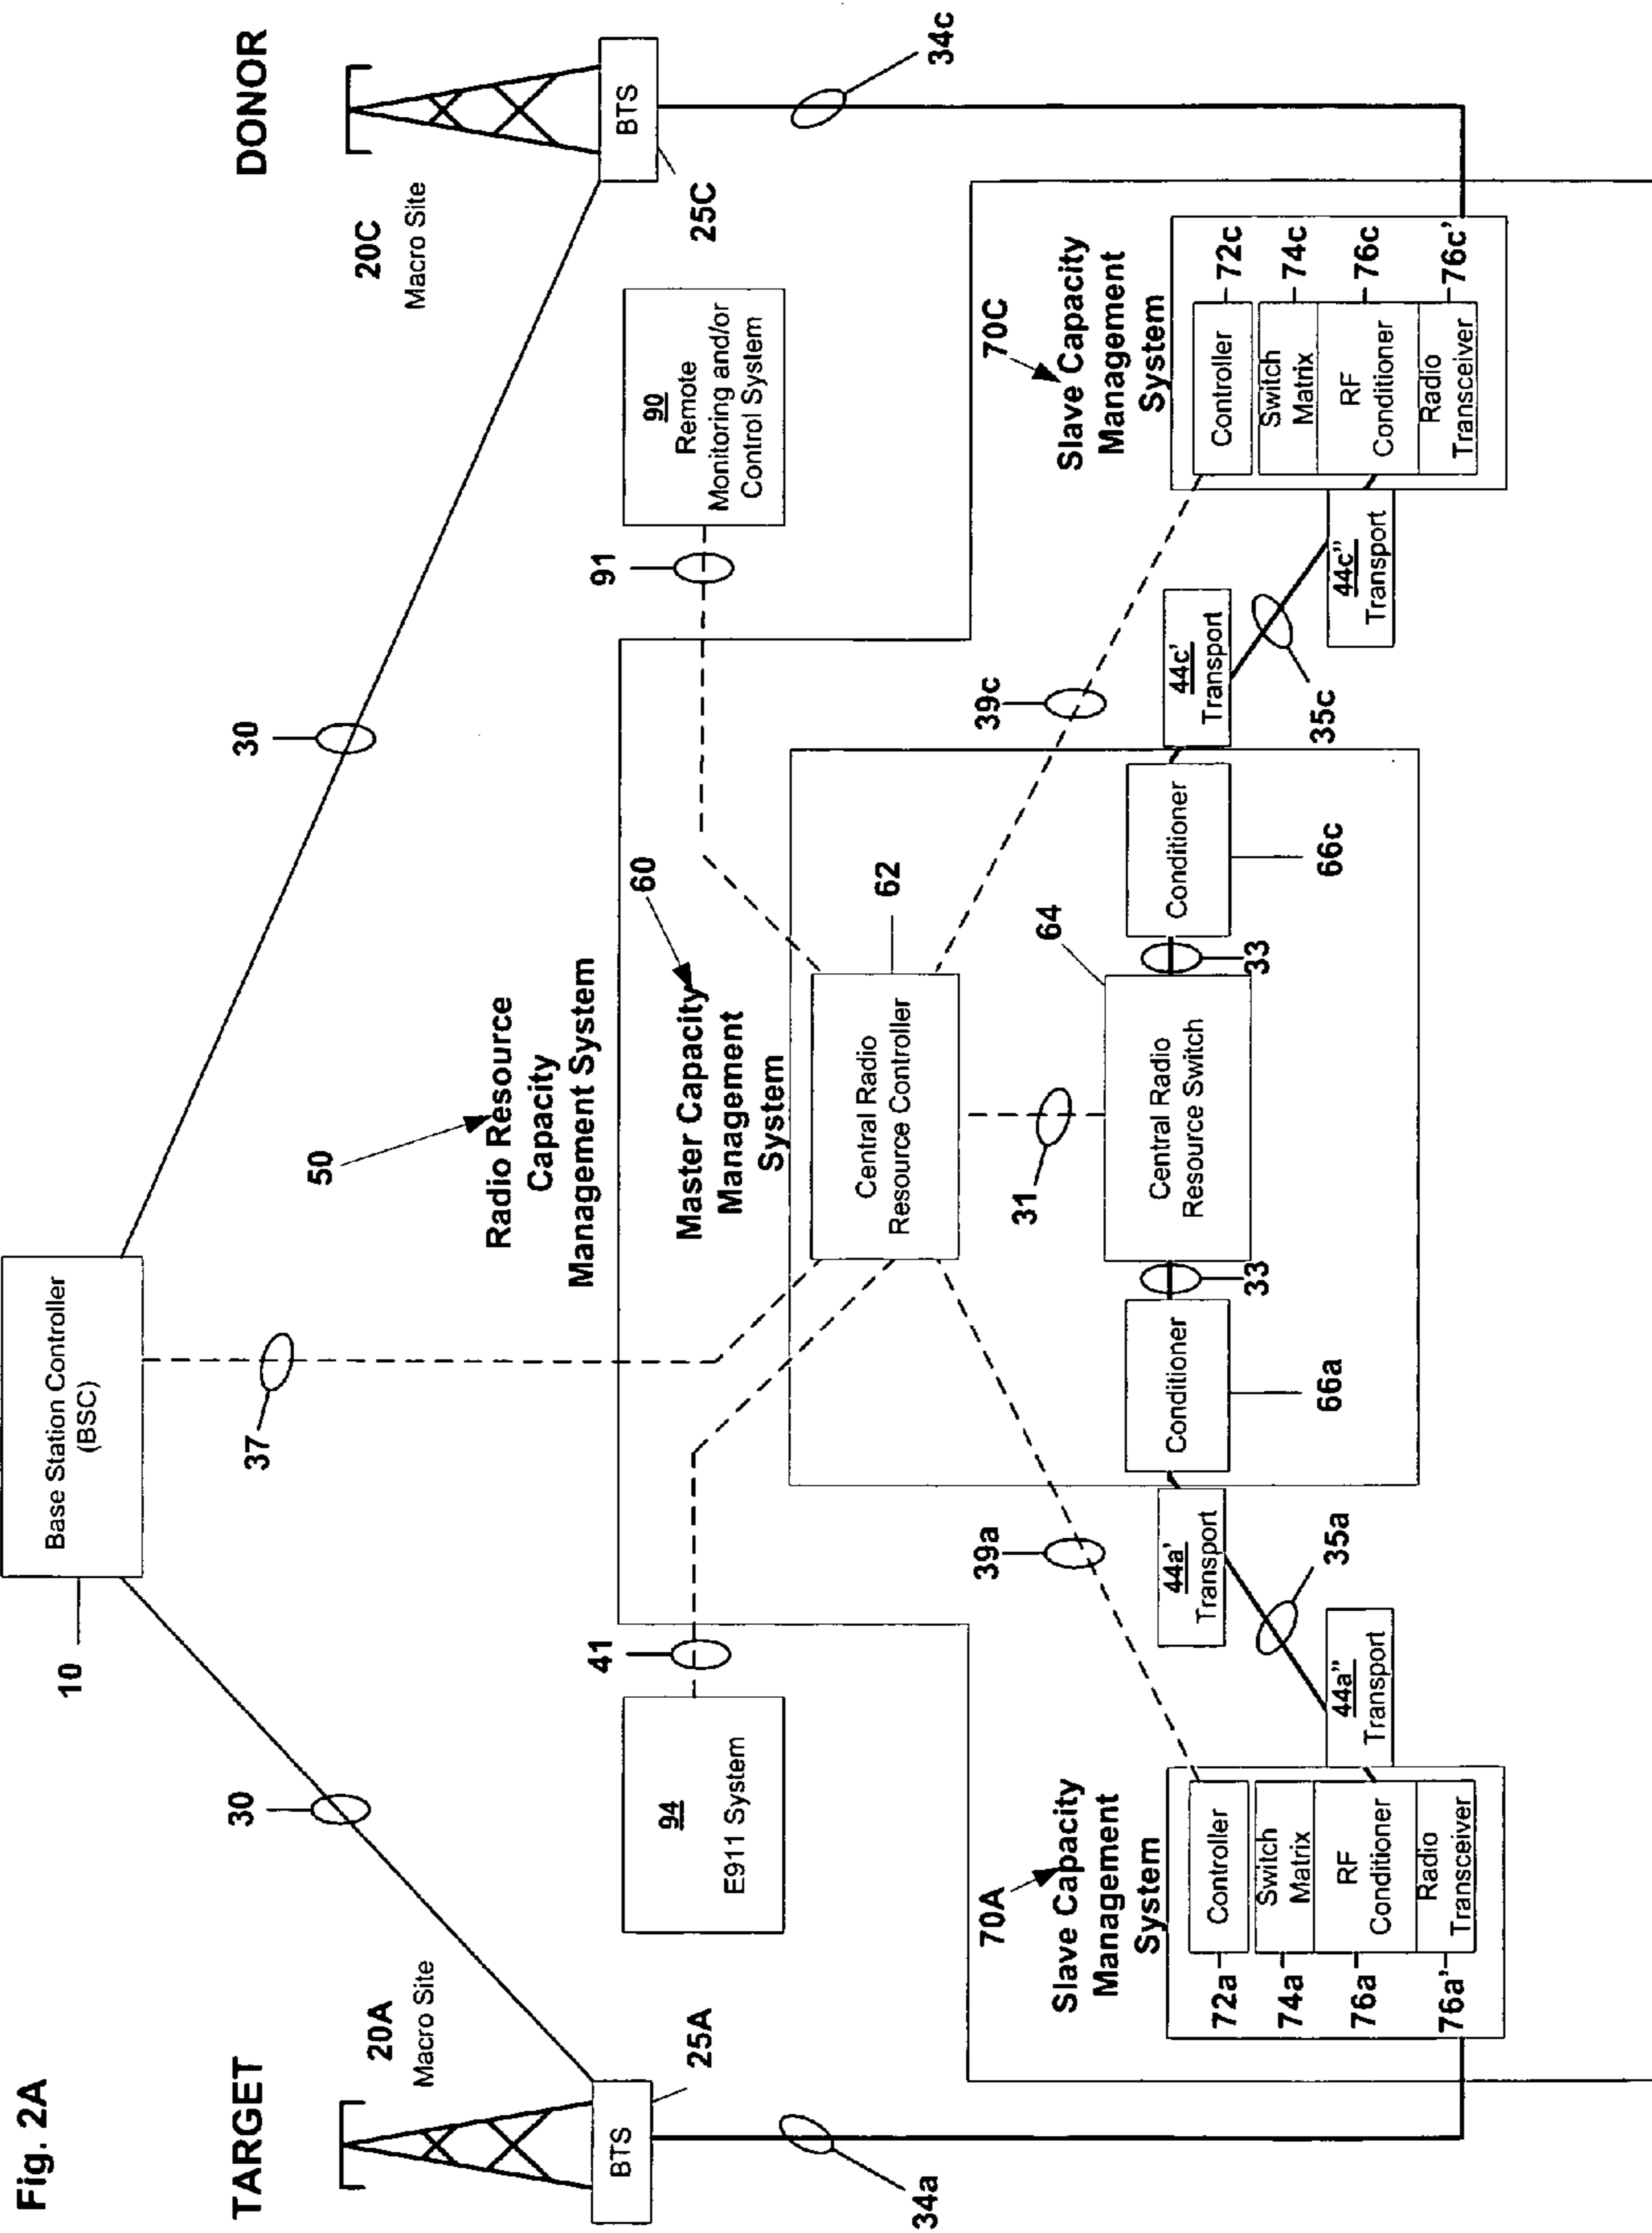 Fig. 2A
TARGET
DONOR
10
Base Station Controller
(BSC)
30
37
30
20A
Macro Site
20C
Macro Site
BTS
25A
BTS
25C
50
Radio Resource
Capacity
Management System
94
E911 System
41
91
90
Remote
Monitoring and/or
Control System
60
Master Capacity
Management
System
34a
34c
Central Radio
Resource Controller
62
39a
39c
31
64
Central Radio
Resource Switch
33
33
Conditioner
66a
Conditioner
66c
44a'
Transport
35a
44a"
Transport
44c'
Transport
35c
44c"
Transport
70A
Slave Capacity
Management
System
72a
Controller
74a
Switch
Matrix
76a
RF
Conditioner
76a'
Radio
Transceiver
70C
Slave Capacity
Management
System
Controller
72c
Switch
Matrix
74c
RF
Conditioner
76c
Radio
Transceiver
76c'